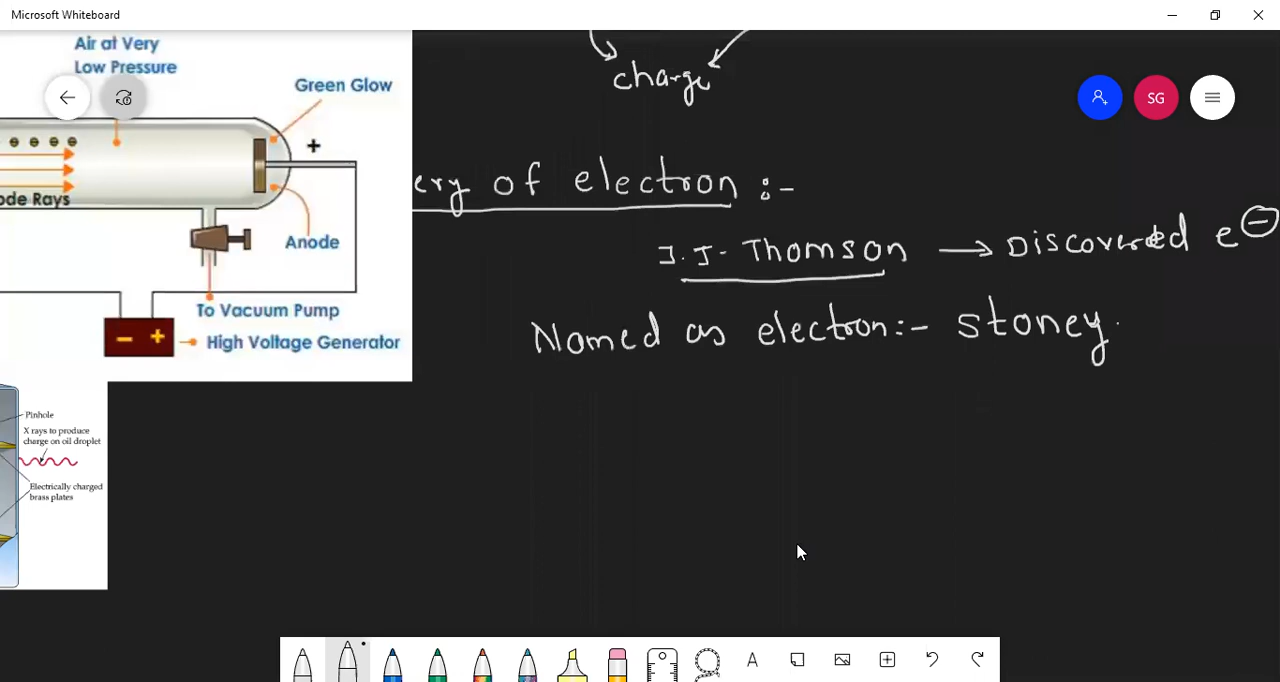 Microsoft Whiteboard
Air at Very
Low Pressure
Green Glow
+
ode Rays
Anode
To Vacuum Pump
− +
High Voltage Generator
charge
SG
ery of electron :-
J. J. Thomson → Discovered e⊖
Named as electron:- stoney.
Pinhole
X rays to produce
charge on oil droplet
Electrically charged
brass plates
A